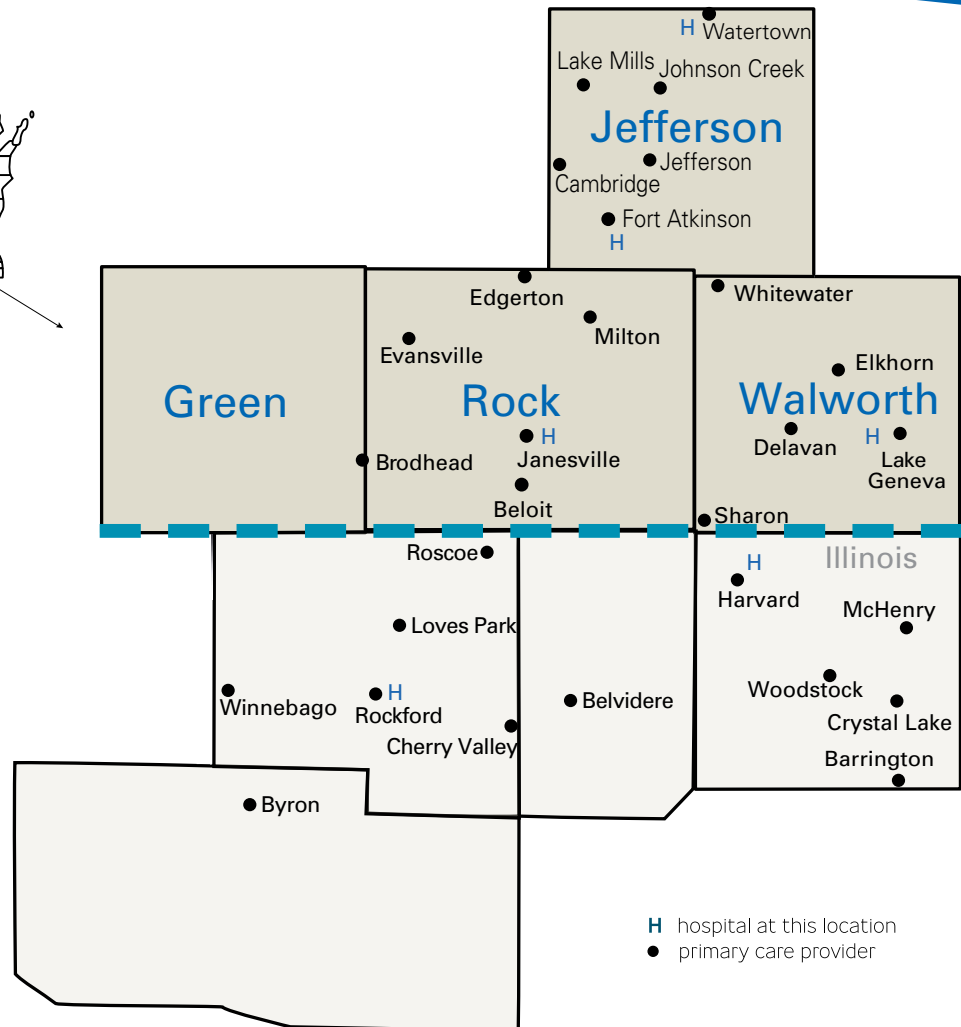 H Watertown
Lake Mills
Johnson Creek
Jefferson
Jefferson
Cambridge
Fort Atkinson
H
Edgerton
Whitewater
Milton
Evansville
Elkhorn
Green
Rock
Walworth
Delavan
H
Lake
Geneva
H
Janesville
Brodhead
Beloit
Sharon
Roscoe
Illinois
H
Harvard
McHenry
Loves Park
Woodstock
Winnebago
H
Rockford
Belvidere
Crystal Lake
Cherry Valley
Barrington
Byron
H hospital at this location
primary care provider